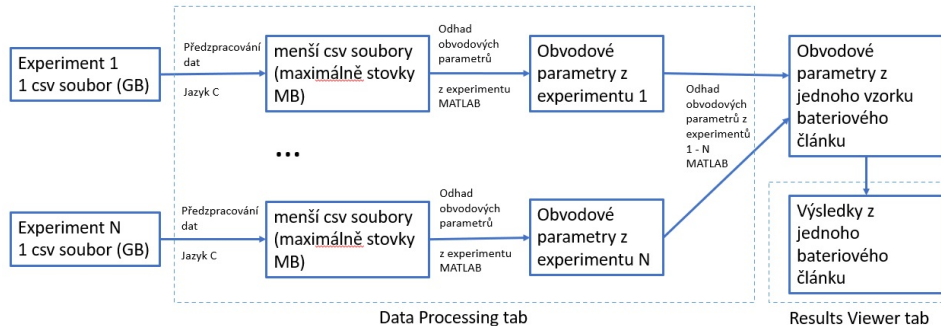 Experiment 1
1 csv soubor (GB)
Předzpracování
dat
Jazyk C
menší csv soubory
(maximálně stovky
MB)
Odhad
obvodových
parametrů
z experimentu
MATLAB
Obvodové
parametry z
experimentu 1
Odhad
obvodových
parametrů z
experimentů
1 - N
MATLAB
Obvodové
parametry z
jednoho vzorku
bateriového
článku
...
Experiment N
1 csv soubor (GB)
Předzpracování
dat
Jazyk C
menší csv soubory
(maximálně stovky
MB)
Odhad
obvodových
parametrů
z experimentu
MATLAB
Obvodové
parametry z
experimentu N
Výsledky z
jednoho
bateriového
článku
Data Processing tab
Results Viewer tab